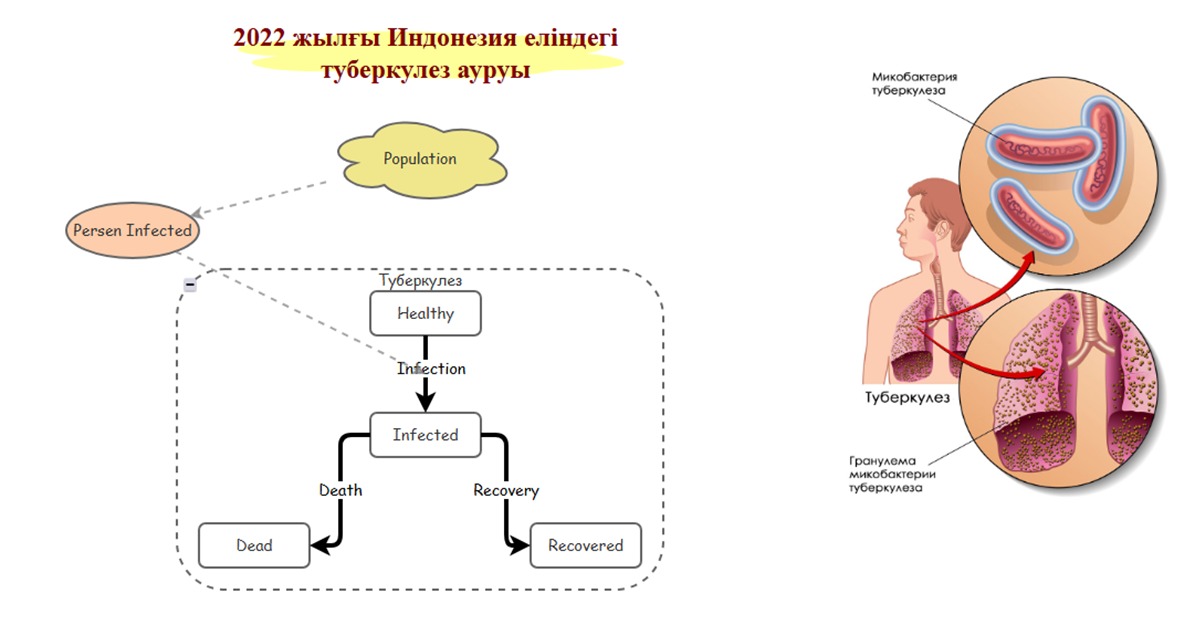 2022 жылғы Индонезия еліндегі
туберкулез ауруы
Population
Persen Infected
Туберкулез
Healthy
Infection
Infected
Death
Recovery
Dead
Recovered
Микобактерия
туберкулеза
Туберкулез
Гранулема
микобактерии
туберкулеза